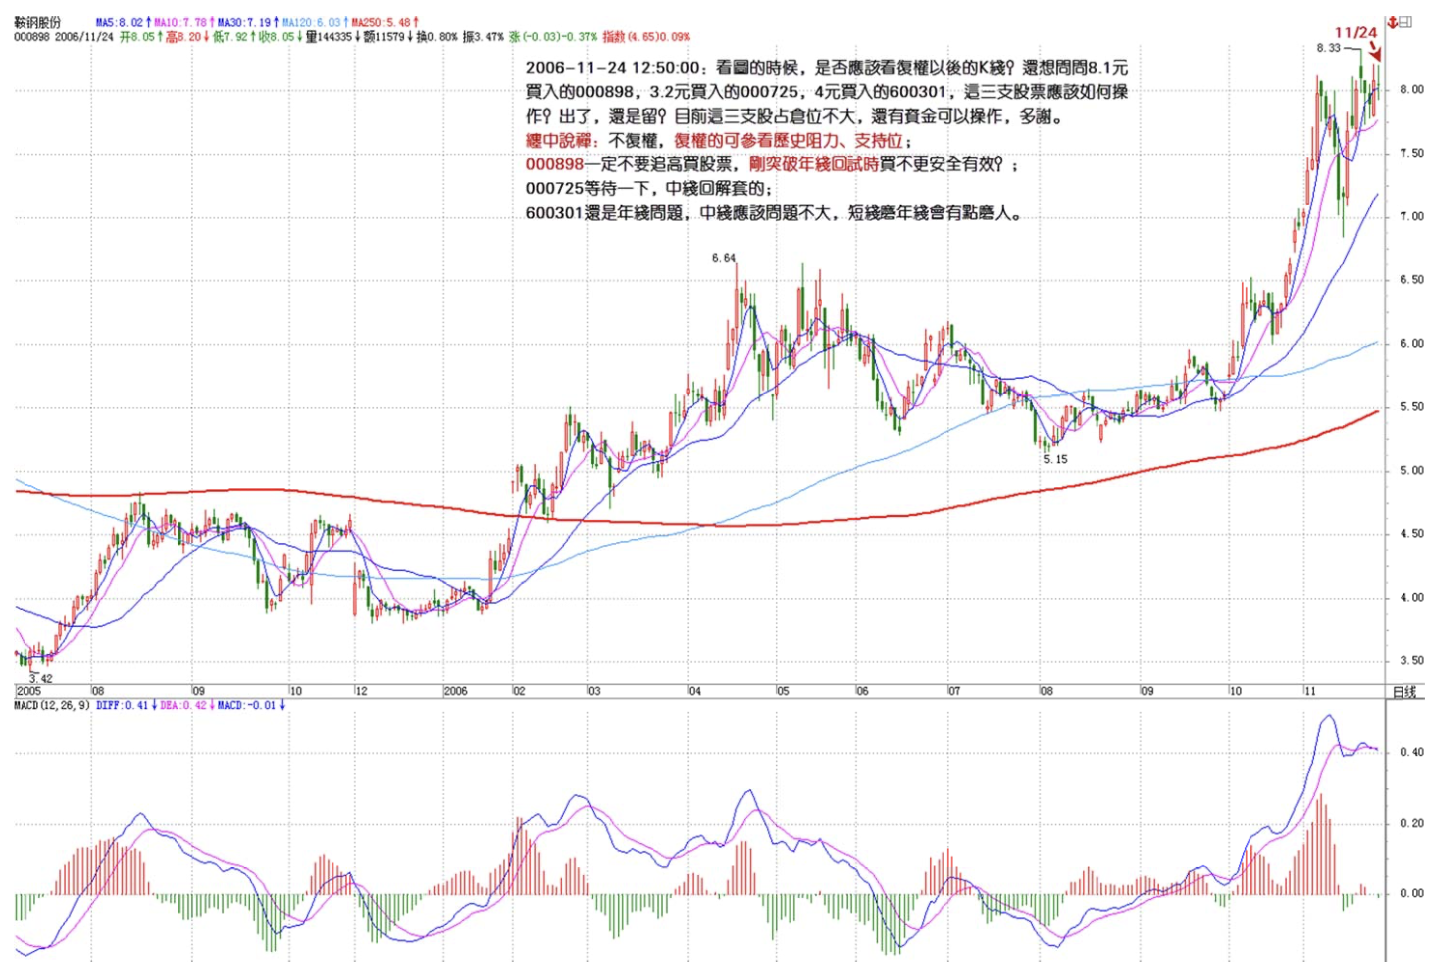 鞍钢股份 MA5:8.02↑MA10:7.78↑MA30:7.19↑MA120:6.03↑MA250:5.48↑
11/24
000898 2006/11/24 开8.05↑高8.20↓低7.92↑收8.05↓量144335↓额11579↓换0.80% 振3.47% 涨(-0.03)-0.37% 指数(4.65)0.09%
8.33
2006-11-24 12:50:00：看圖的時候，是否應該看復權以後的K綫？還想問問8.1元
買入的000898，3.2元買入的000725，4元買入的600301，這三支股票應該如何操
作？出了，還是留？目前這三支股占倉位不大，還有資金可以操作，多謝。
纏中說禪：不復權，復權的可參看歷史阻力、支持位；
000898一定不要追高買股票，剛突破年綫回試時買不更安全有效？；
000725等待一下，中綫回解套的；
600301還是年綫問題，中綫應該問題不大，短綫磨年綫會有點磨人。
8.00
7.50
7.00
6.64
6.50
6.00
5.50
5.15
5.00
4.50
4.00
3.50
3.42
2005 08 09 10 12 2006 02 03 04 05 06 07 08 09 10 11 日线
MACD(12,26,9) DIFF:0.41↓DEA:0.42↓MACD:-0.01↓
0.40
0.20
0.00